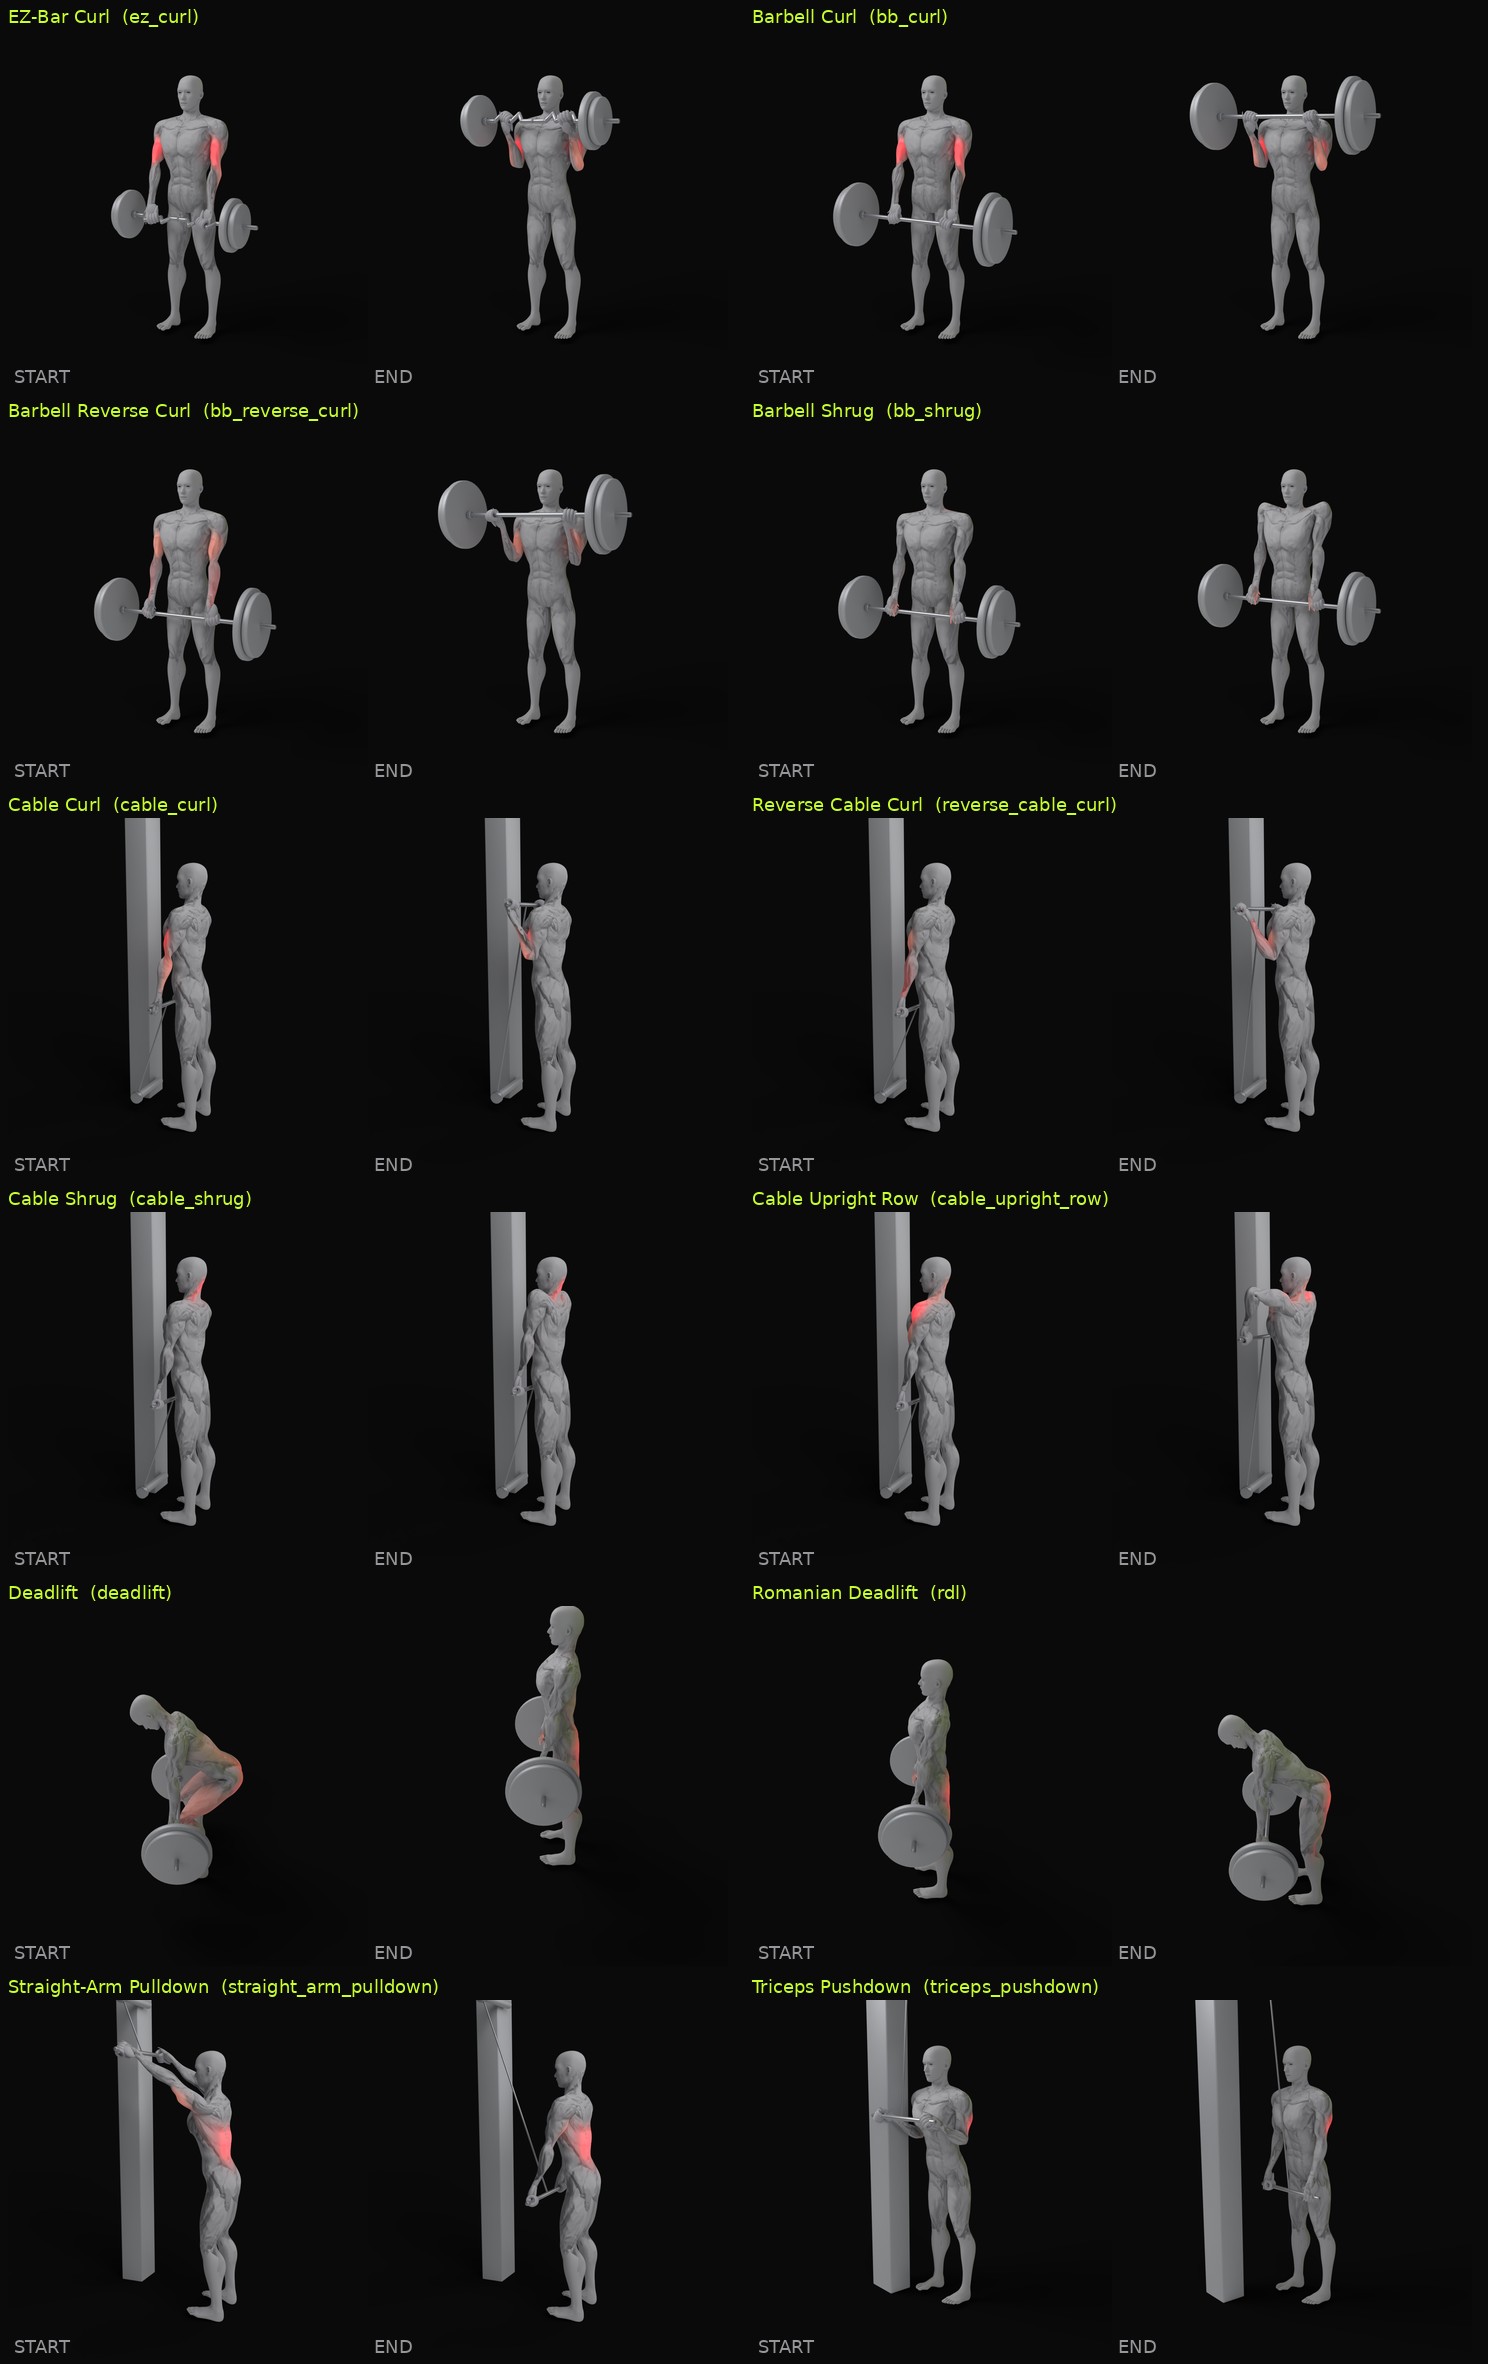 EZ-Bar Curl (ez_curl)
Barbell Curl (bb_curl)
START
END
START
END
Barbell Reverse Curl (bb_reverse_curl)
Barbell Shrug (bb_shrug)
START
END
START
END
Cable Curl (cable_curl)
Reverse Cable Curl (reverse_cable_curl)
START
END
START
END
Cable Shrug (cable_shrug)
Cable Upright Row (cable_upright_row)
START
END
START
END
Deadlift (deadlift)
Romanian Deadlift (rdl)
START
END
START
END
Straight-Arm Pulldown (straight_arm_pulldown)
Triceps Pushdown (triceps_pushdown)
START
END
START
END